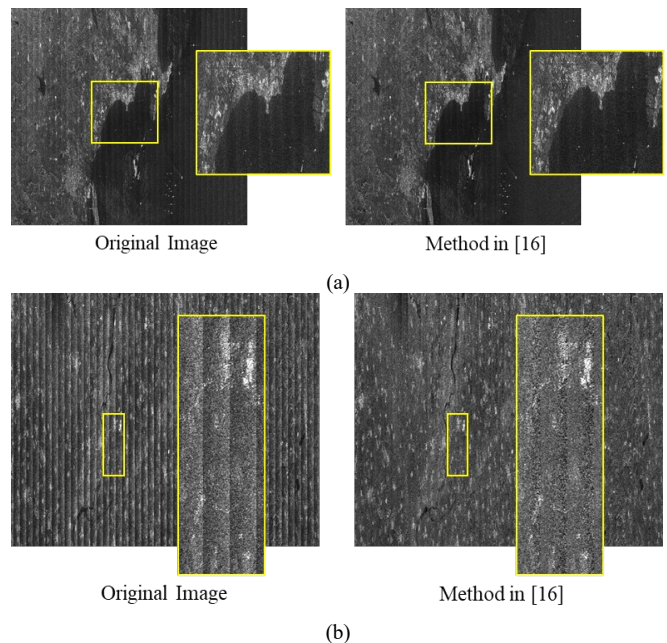 Original Image
Method in [16]
(a)
Original Image
Method in [16]
(b)